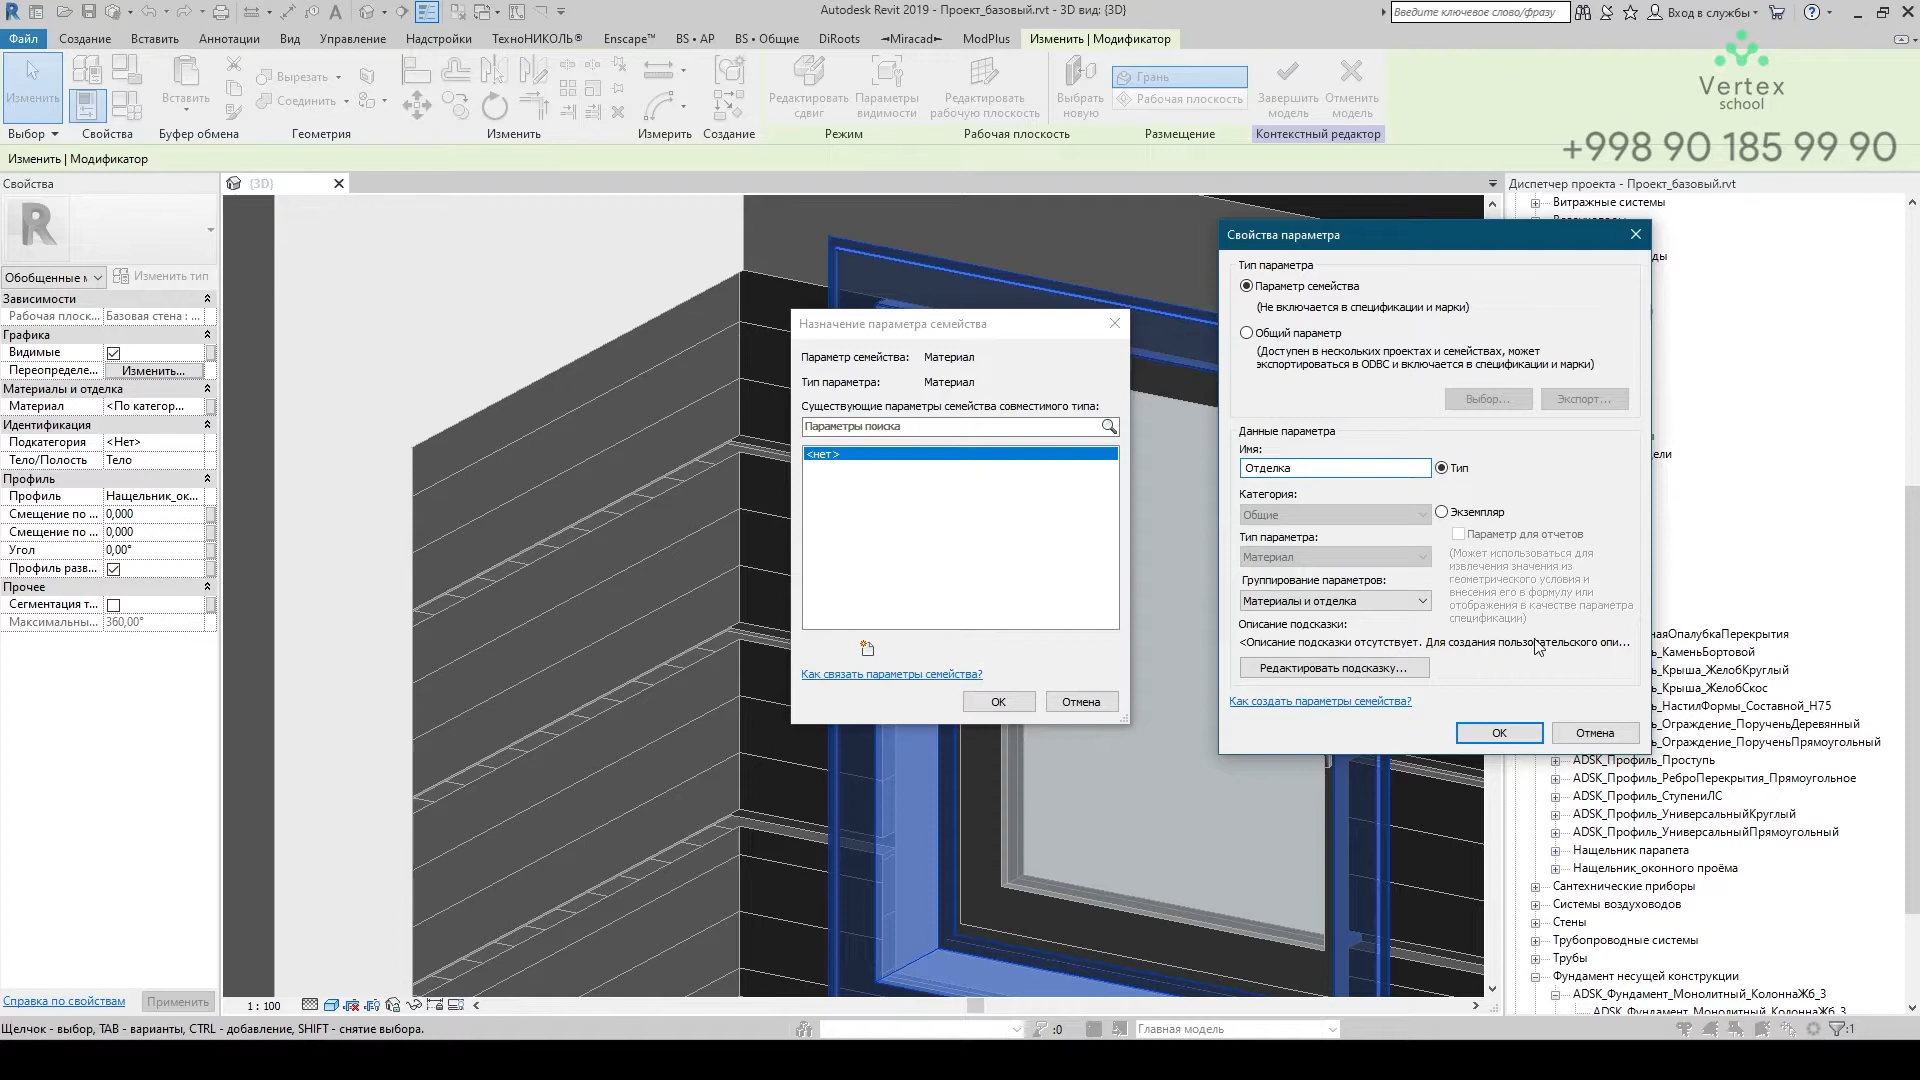 Autodesk Revit 2019 - Проект_базовый.rvt - 3D вид: {3D}
Введите ключевое слово/фразу
Вход в службы
Файл Создание Вставить Аннотации Вид Управление Надстройки ТехноНИКОЛЬ® Enscape™ BS • АР BS • Общие DiRoots ◄Miracad► ModPlus Изменить | Модификатор
Изменить
Вставить
Вырезать
Соединить
Редактировать сдвиг
Параметры видимости
Редактировать рабочую плоскость
Выбрать новую
Грань
Рабочая плоскость
Завершить модель
Отменить модель
Vertex
school
Выбор Свойства Буфер обмена Геометрия Изменить Измерить Создание Режим Рабочая плоскость Размещение Контекстный редактор
+998 90 185 99 90
Изменить | Модификатор
Свойства
R
Обобщенные м
Изменить тип
Зависимости
Рабочая плоск... Базовая стена : ...
Графика
Видимые
Переопределе... Изменить...
Материалы и отделка
Материал <По категор...
Идентификация
Подкатегория <Нет>
Тело/Полость Тело
Профиль
Профиль Нащельник_ок...
Смещение по ... 0,000
Смещение по ... 0,000
Угол 0,00°
Профиль разв...
Прочее
Сегментация т...
Максимальны... 360,00°
Справка по свойствам Применить
{3D}
Назначение параметра семейства
Параметр семейства: Материал
Тип параметра: Материал
Существующие параметры семейства совместимого типа:
Параметры поиска
<нет>
Как связать параметры семейства?
ОК Отмена
Свойства параметра
Тип параметра
Параметр семейства
(Не включается в спецификации и марки)
Общий параметр
(Доступен в нескольких проектах и семействах, может
экспортироваться в ODBC и включается в спецификации и марки)
Выбор... Экспорт...
Данные параметра
Имя:
Отделка Тип
Категория:
Общие Экземпляр
Параметр для отчетов
Тип параметра:
Материал
(Может использоваться для
извлечения значения из
геометрического условия и
внесения его в формулу или
отображения в качестве параметра
спецификации)
Группирование параметров:
Материалы и отделка
Описание подсказки:
<Описание подсказки отсутствует. Для создания пользовательского опи...
Редактировать подсказку...
Как создать параметры семейства?
ОК Отмена
Диспетчер проекта - Проект_базовый.rvt
Витражные системы
ды
ели
наяОпалубкаПерекрытия
ь_КаменьБортовой
ь_Крыша_ЖелобКруглый
ь_Крыша_ЖелобСкос
ь_НастилФормы_Составной_Н75
ь_Ограждение_ПорученьДеревянный
ь_Ограждение_ПорученьПрямоугольный
ADSK_Профиль_Проступь
ADSK_Профиль_РеброПерекрытия_Прямоугольное
ADSK_Профиль_СтупениЛС
ADSK_Профиль_УниверсальныйКруглый
ADSK_Профиль_УниверсальныйПрямоугольный
Нащельник парапета
Нащельник_оконного проёма
Сантехнические приборы
Системы воздуховодов
Стены
Трубопроводные системы
Трубы
Фундамент несущей конструкции
ADSK_Фундамент_Монолитный_КолоннаЖб_3
ADSK_Фундамент_Монолитный_КолоннаЖб_3
1 : 100
Щелчок - выбор, TAB - варианты, CTRL - добавление, SHIFT - снятие выбора.
:0
Главная модель
:1